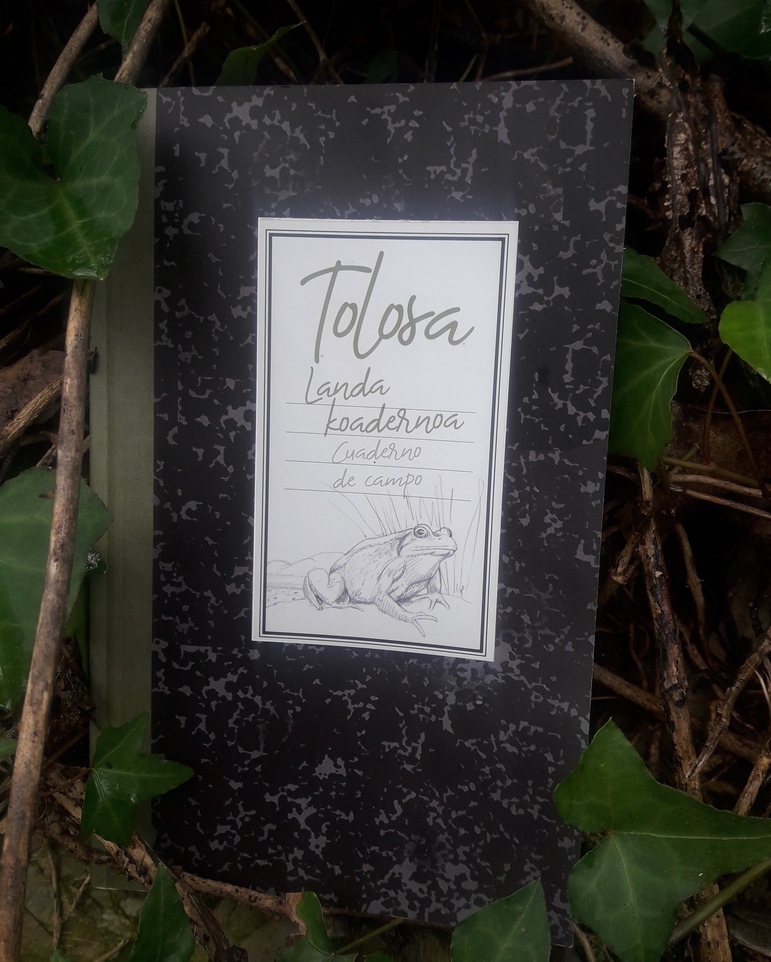 Tolosa
Landa
koadernoa
Cuaderno
de campo